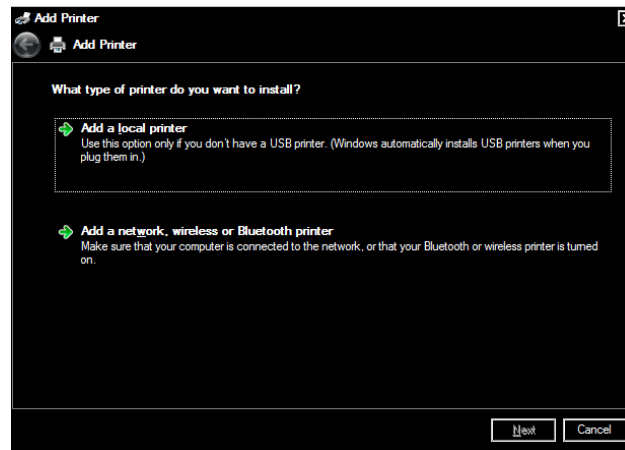 Add Printer
Add Printer
What type of printer do you want to install?
Add a local printer
Use this option only if you don't have a USB printer. (Windows automatically installs USB printers when you
plug them in.)
Add a network, wireless or Bluetooth printer
Make sure that your computer is connected to the network, or that your Bluetooth or wireless printer is turned
on.
Next Cancel